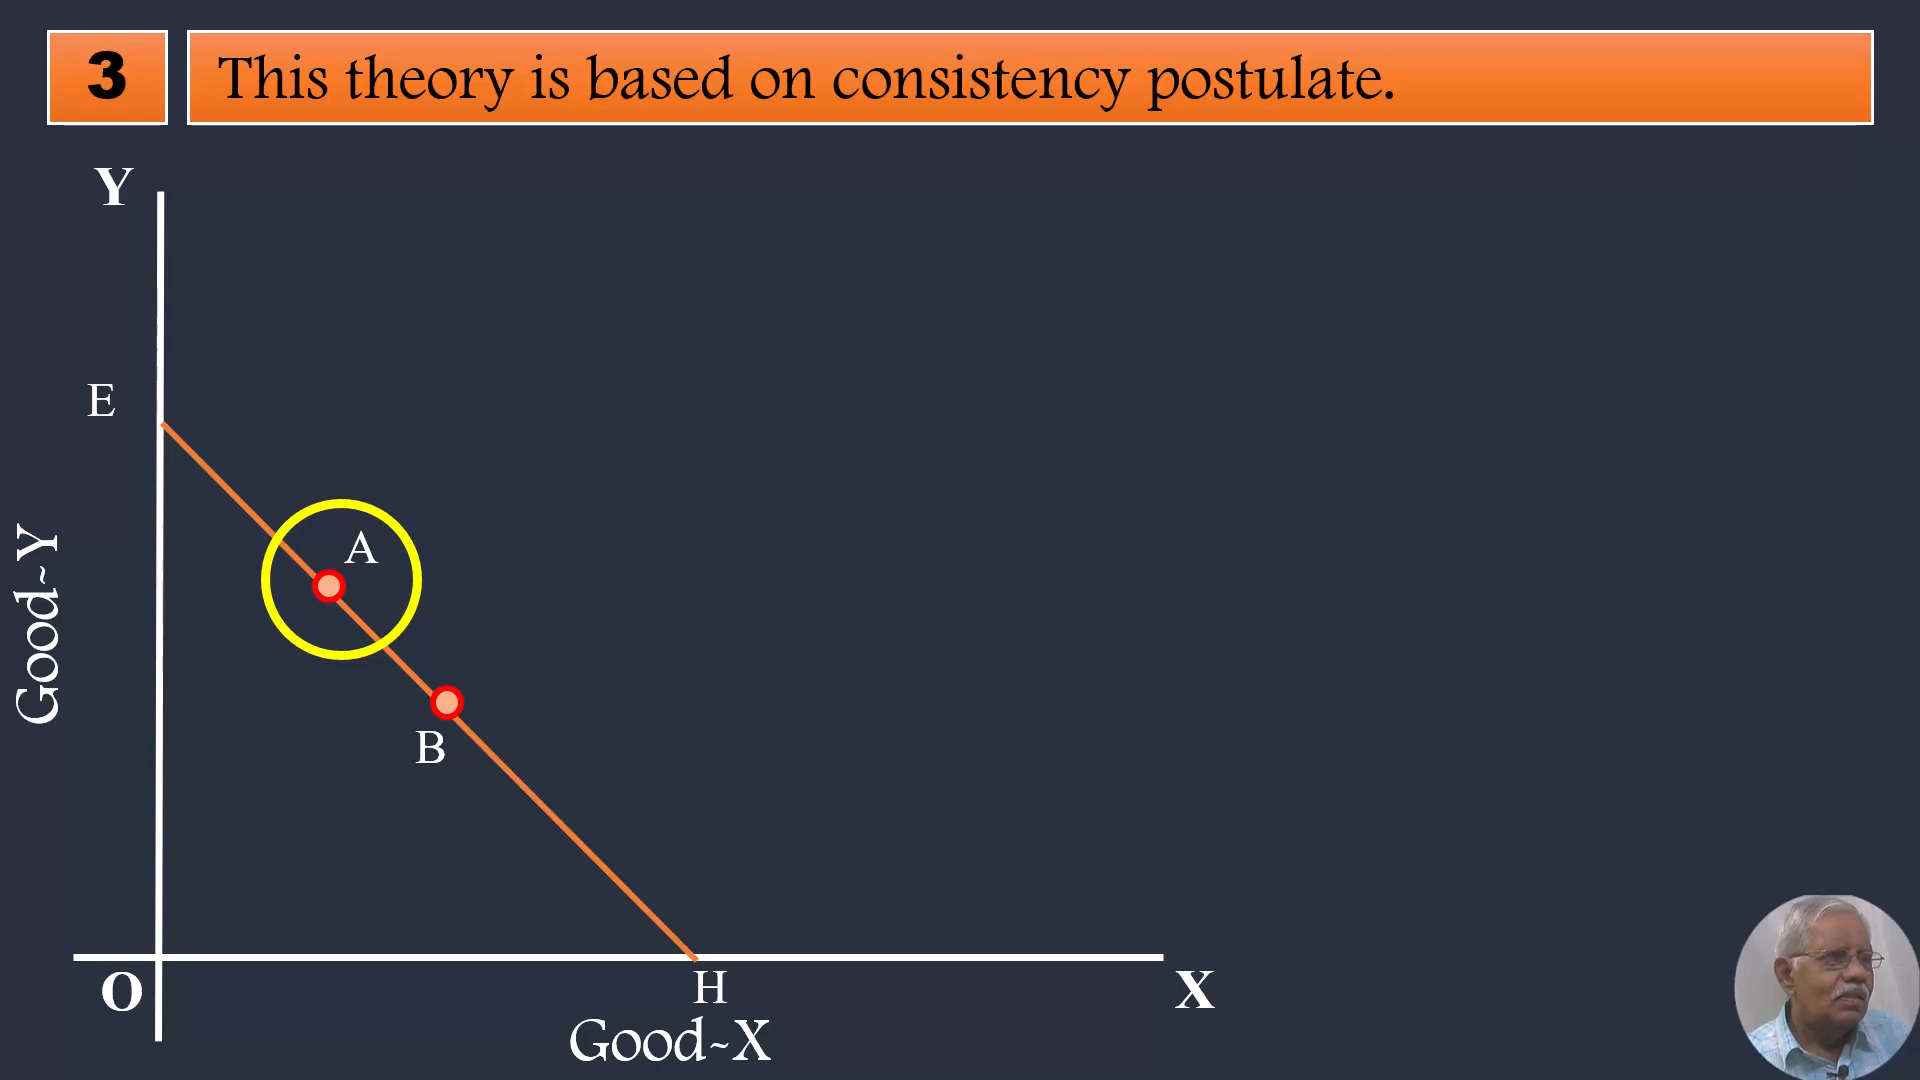 3
This theory is based on consistency postulate.
Y
E
Good~Y
A
B
O
H
X
Good~X